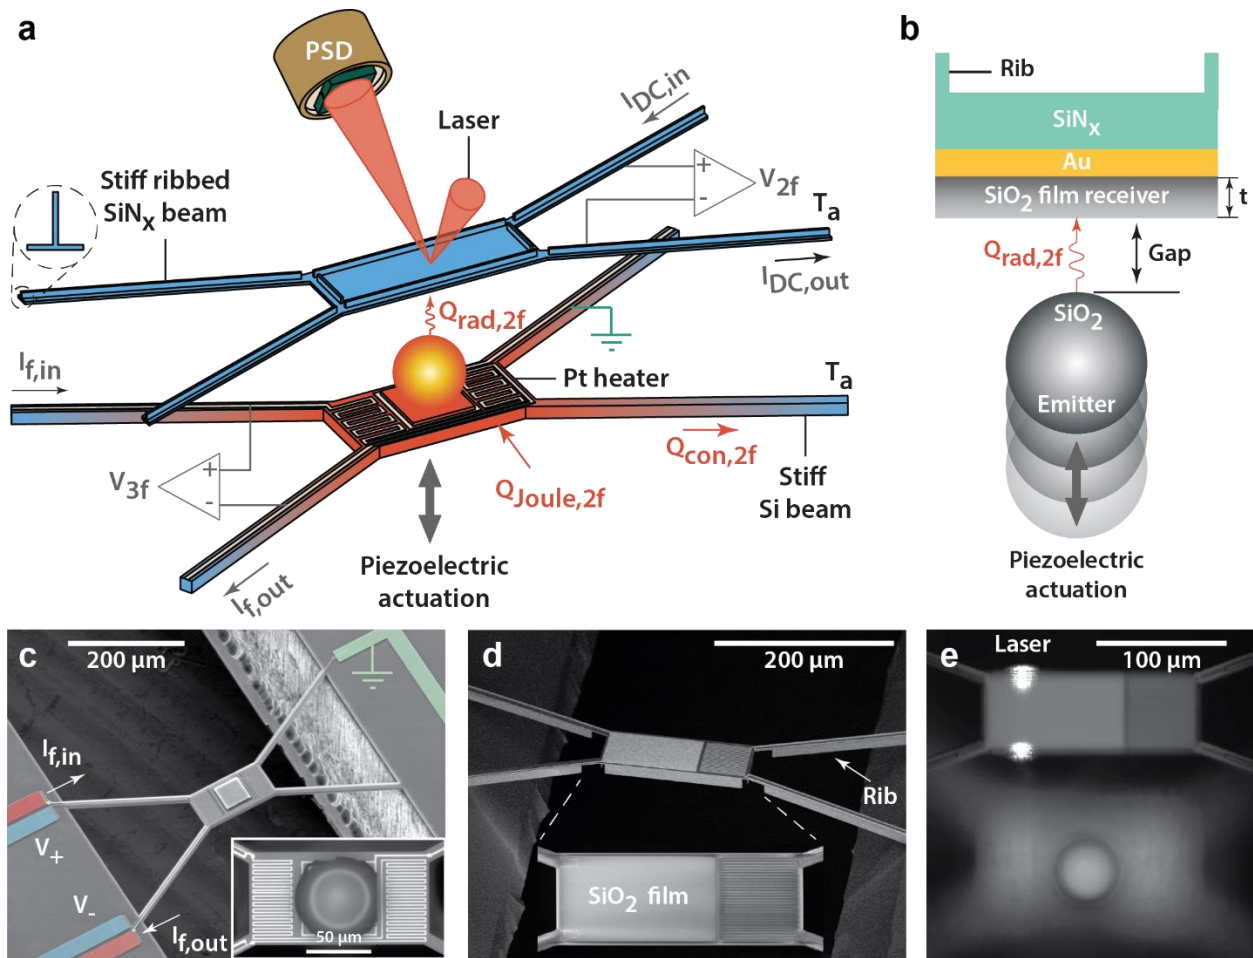 a
PSD
Laser
I_DC,in
+
-
V_2f
Stiff ribbed
SiN_x beam
T_a
I_DC,out
Q_rad,2f
I_f,in
Pt heater
T_a
V_3f
+
-
Q_con,2f
Q_Joule,2f
Stiff
Si beam
I_f,out
Piezoelectric
actuation
b
Rib
SiN_x
Au
SiO_2 film receiver
t
Q_rad,2f
Gap
SiO_2
Emitter
Piezoelectric
actuation
c
200 μm
I_f,in
V_+
V_-
I_f,out
50 μm
d
200 μm
Rib
SiO_2 film
e
Laser
100 μm